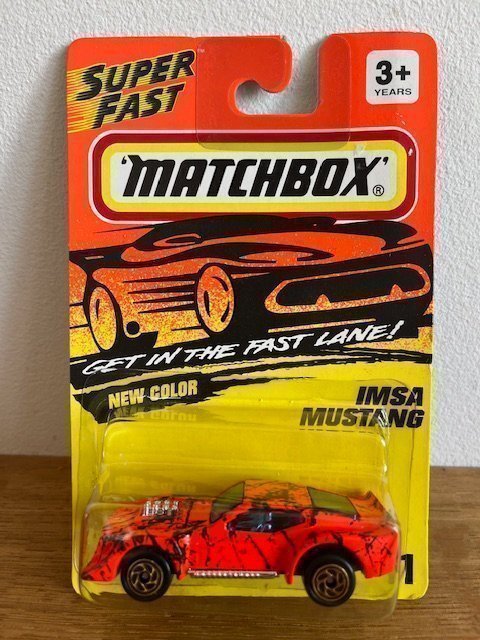 SUPER
FAST
3+
YEARS
'MATCHBOX'®
GET IN THE FAST LANE!
NEW COLOR
IMSA
MUSTANG
1